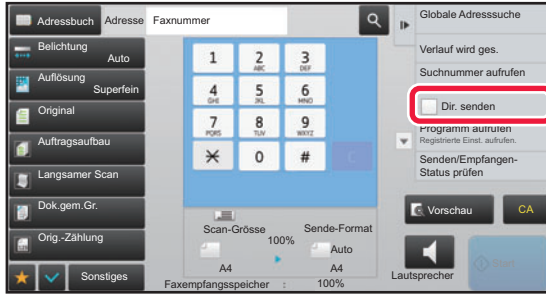 Adressbuch Adresse Faxnummer
Belichtung
Auto
Auflösung
Superfein
Original
Auftragsaufbau
Langsamer Scan
Dok.gem.Gr.
Orig.-Zählung
Sonstiges
1 2 3
ABC DEF
4 5 6
GHI JKL MNO
7 8 9
PQRS TUV WXYZ
0 #
C
Scan-Grösse 100% Sende-Format
Auto
A4 A4
Faxempfangsspeicher : 100%
Globale Adresssuche
Verlauf wird ges.
Suchnummer aufrufen
Dir. senden
Programm aufrufen
Registrierte Einst. aufrufen.
Senden/Empfangen-
Status prüfen
Vorschau CA
Lautsprecher
Start